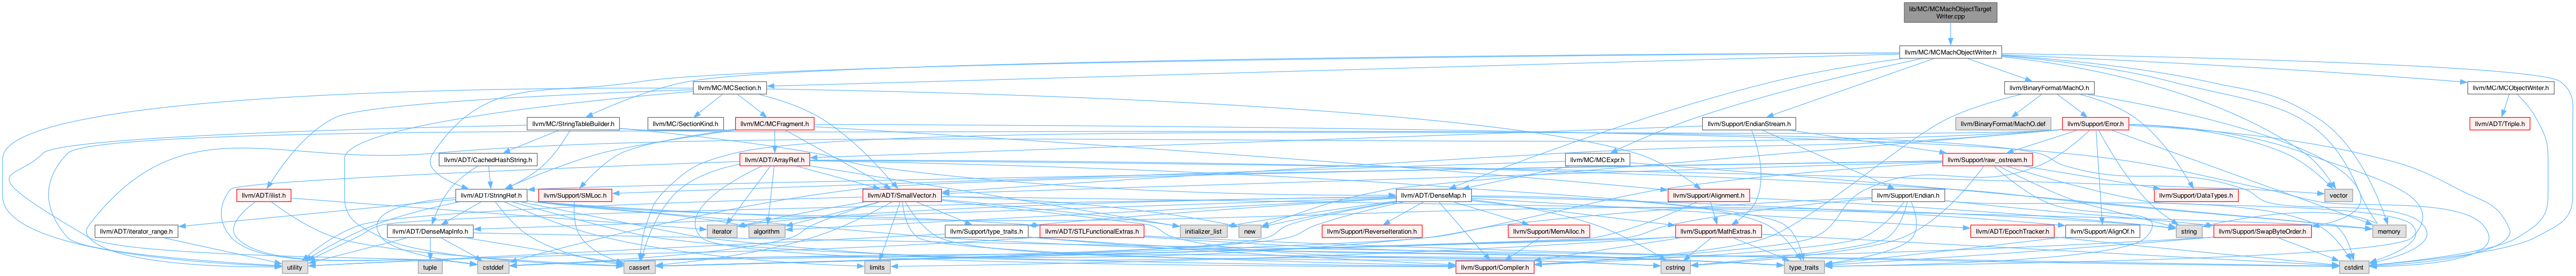 lib/MC/MCMachObjectTarget
Writer.cpp
llvm/MC/MCMachObjectWriter.h
llvm/MC/MCSection.h
llvm/BinaryFormat/MachO.h
llvm/MC/MCObjectWriter.h
llvm/MC/StringTableBuilder.h
llvm/MC/SectionKind.h
llvm/MC/MCFragment.h
llvm/Support/EndianStream.h
llvm/BinaryFormat/MachO.def
llvm/Support/Error.h
llvm/ADT/Triple.h
llvm/ADT/CachedHashString.h
llvm/ADT/ArrayRef.h
llvm/MC/MCExpr.h
llvm/Support/raw_ostream.h
llvm/ADT/ilist.h
llvm/ADT/StringRef.h
llvm/Support/SMLoc.h
llvm/ADT/SmallVector.h
llvm/ADT/DenseMap.h
llvm/Support/Alignment.h
llvm/Support/Endian.h
llvm/Support/DataTypes.h
vector
llvm/ADT/iterator_range.h
llvm/ADT/DenseMapInfo.h
iterator
algorithm
llvm/Support/type_traits.h
llvm/ADT/STLFunctionalExtras.h
initializer_list
new
llvm/Support/ReverseIteration.h
llvm/Support/MemAlloc.h
llvm/Support/MathExtras.h
llvm/ADT/EpochTracker.h
llvm/Support/AlignOf.h
string
llvm/Support/SwapByteOrder.h
memory
utility
tuple
cstddef
cassert
limits
llvm/Support/Compiler.h
cstring
type_traits
cstdint